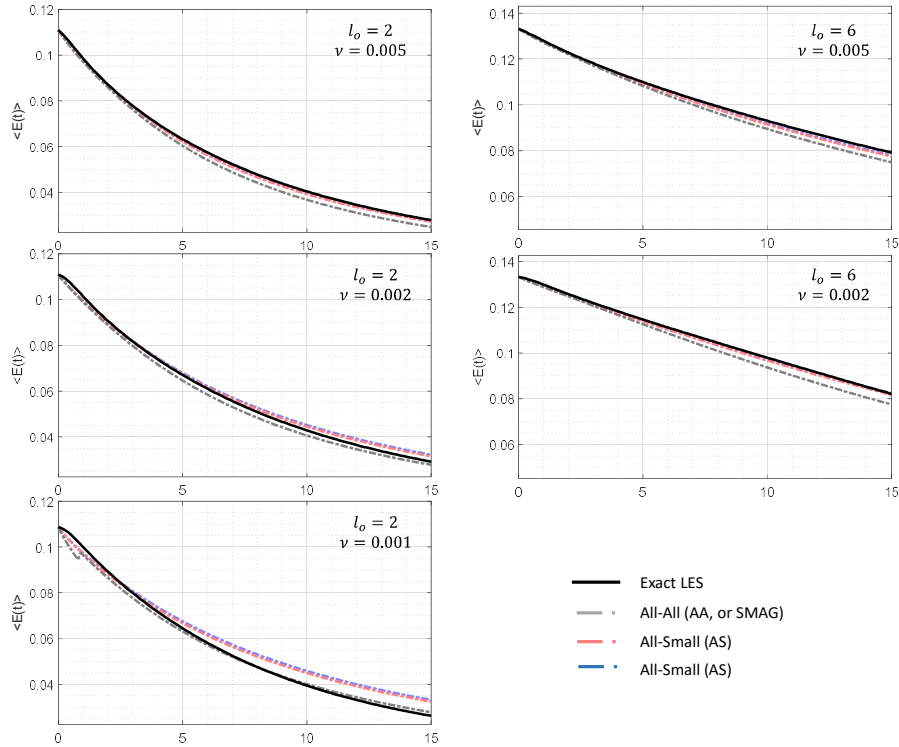 0.12
0.1
0.08
0.06
0.04
<E(t)>
l_o = 2
ν = 0.005
0
5
10
15
0.14
0.12
0.1
0.08
0.06
<E(t)>
l_o = 6
ν = 0.005
0
5
10
15
0.12
0.1
0.08
0.06
0.04
<E(t)>
l_o = 2
ν = 0.002
0
5
10
15
0.14
0.12
0.1
0.08
0.06
<E(t)>
l_o = 6
ν = 0.002
0
5
10
15
0.12
0.1
0.08
0.06
0.04
<E(t)>
l_o = 2
ν = 0.001
0
5
10
15
Exact LES
All-All (AA, or SMAG)
All-Small (AS)
All-Small (AS)